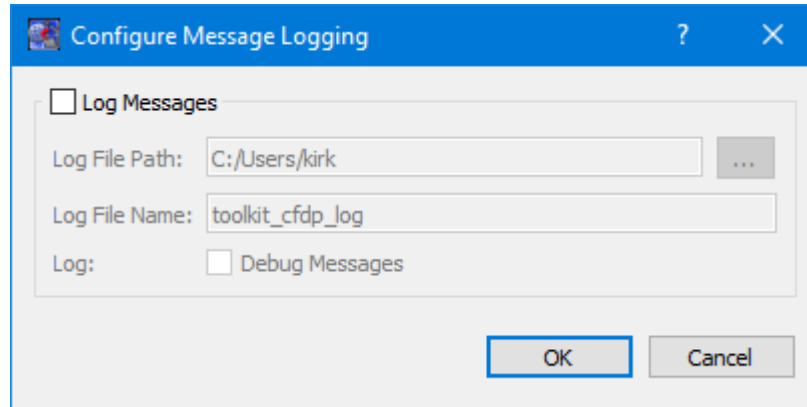 Configure Message Logging ? ×
Log Messages
Log File Path: C:/Users/kirk ...
Log File Name: toolkit_cfdp_log
Log: Debug Messages
OK Cancel